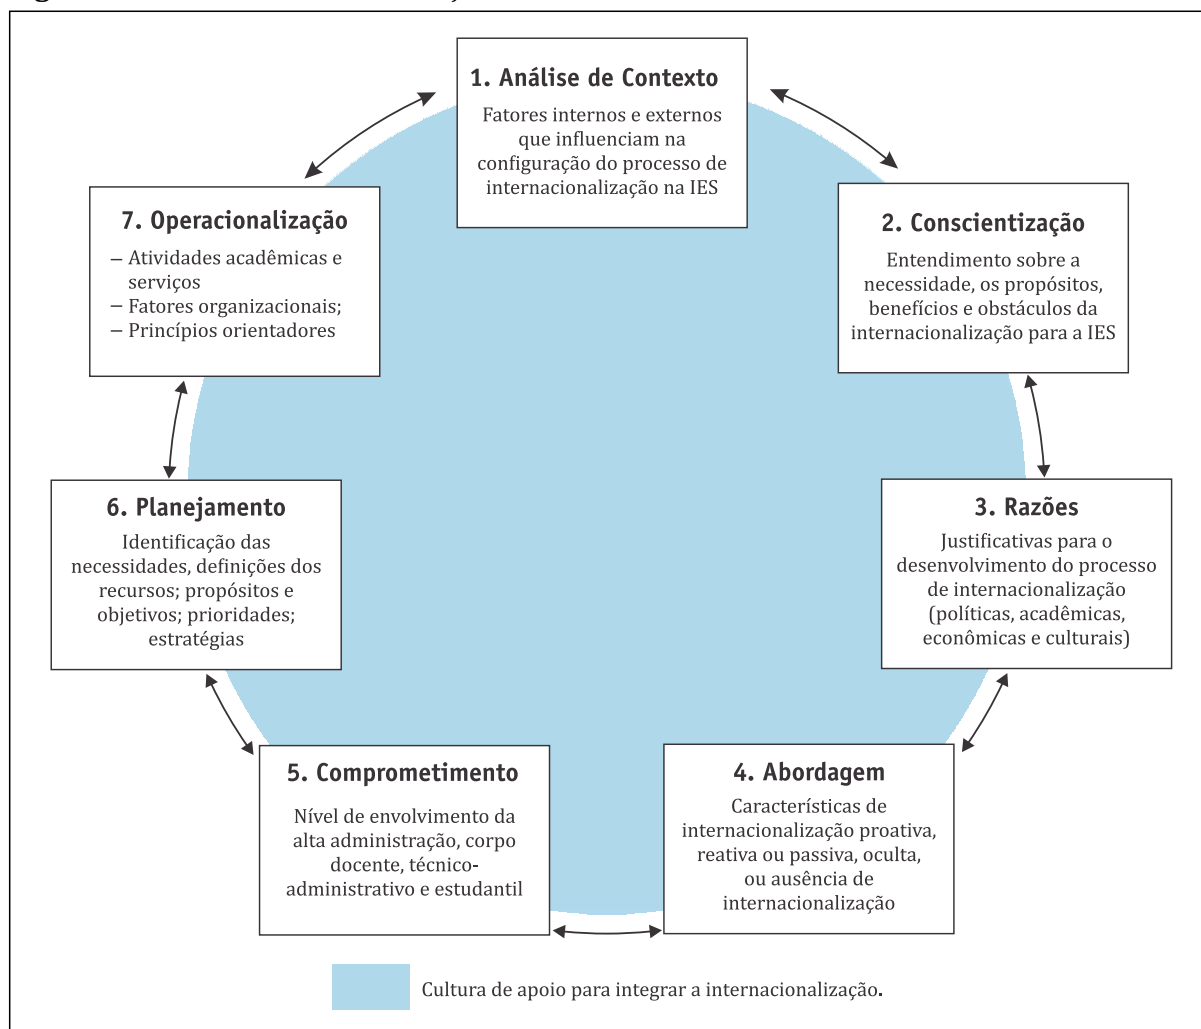 1. Análise de Contexto
Fatores internos e externos
que influenciam na
configuração do processo de
internacionalização na IES
2. Conscientização
Entendimento sobre a
necessidade, os propósitos,
benefícios e obstáculos da
internacionalização para a IES
3. Razões
Justificativas para o
desenvolvimento do processo
de internacionalização
(políticas, acadêmicas,
econômicas e culturais)
4. Abordagem
Características de
internacionalização proativa,
reativa ou passiva, oculta,
ou ausência de
internacionalização
5. Comprometimento
Nível de envolvimento da
alta administração, corpo
docente, técnico-
administrativo e estudantil
6. Planejamento
Identificação das
necessidades, definições dos
recursos; propósitos e
objetivos; prioridades;
estratégias
7. Operacionalização
– Atividades acadêmicas e
serviços
– Fatores organizacionais;
– Princípios orientadores
Cultura de apoio para integrar a internacionalização.